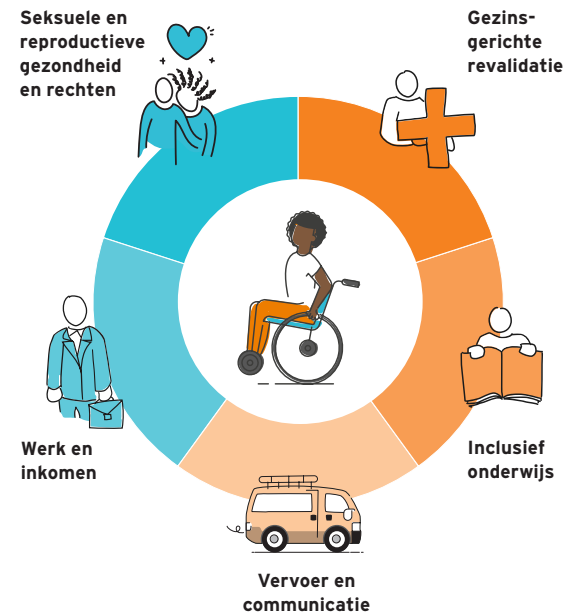 Seksuele en
reproductieve
gezondheid
en rechten
Gezins-
gerichte
revalidatie
Werk en
inkomen
Inclusief
onderwijs
Vervoer en
communicatie